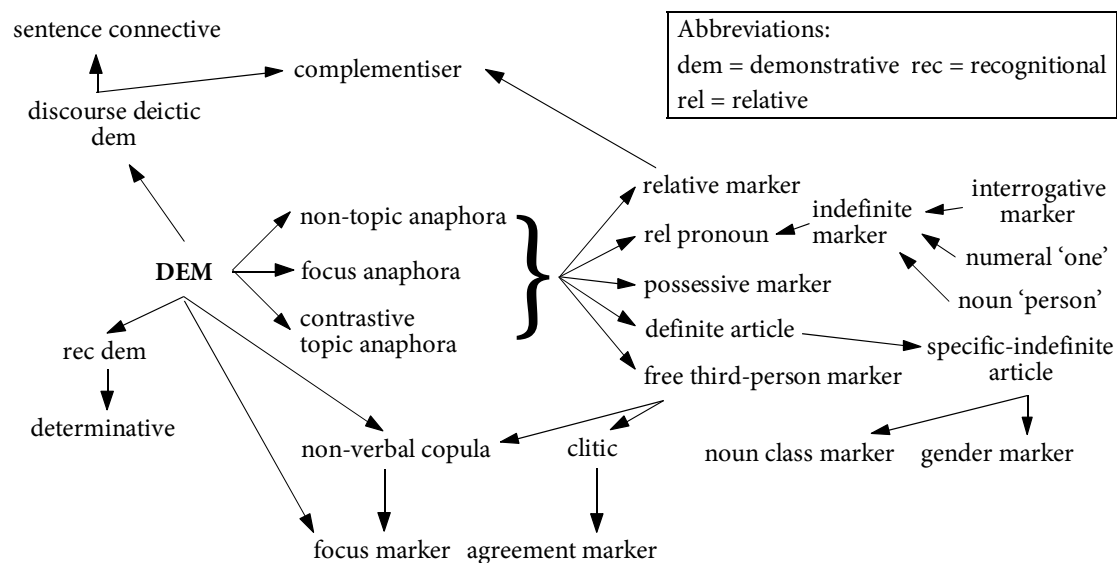 sentence connective
complementiser
Abbreviations:
dem = demonstrative rec = recognitional
rel = relative
discourse deictic
dem
relative marker
interrogative
marker
non-topic anaphora
indefinite
marker
rel pronoun
numeral ‘one’
DEM
focus anaphora
possessive marker
noun ‘person’
contrastive
topic anaphora
definite article
rec dem
specific-indefinite
article
free third-person marker
determinative
non-verbal copula
clitic
noun class marker
gender marker
focus marker
agreement marker
}